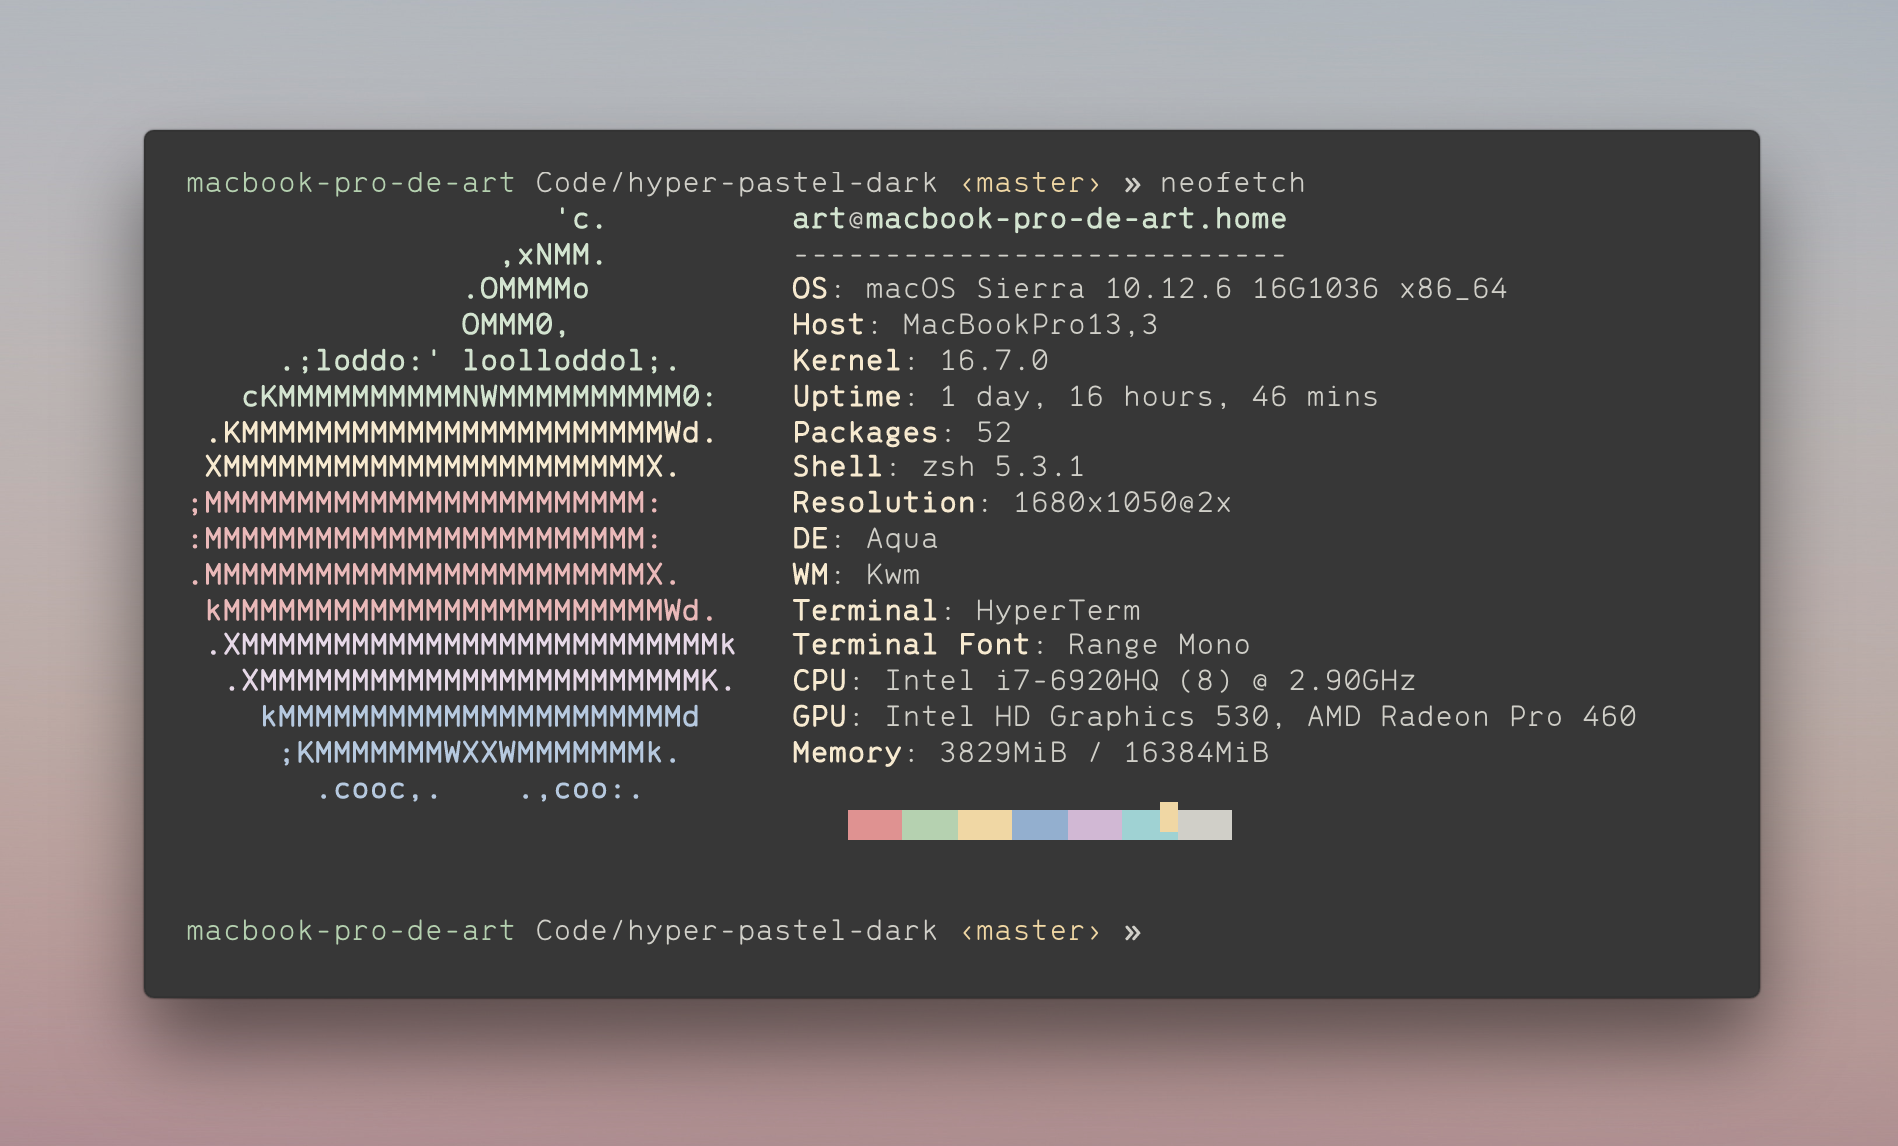 macbook-pro-de-art Code/hyper-pastel-dark ‹master› » neofetch
                    'c.          art@macbook-pro-de-art.home
                 ,xNMM.          ---------------------------
               .OMMMMo           OS: macOS Sierra 10.12.6 16G1036 x86_64
               OMMM0,            Host: MacBookPro13,3
     .;loddo:' loolloddol;.      Kernel: 16.7.0
   cKMMMMMMMMMMNWMMMMMMMMMM0:    Uptime: 1 day, 16 hours, 46 mins
 .KMMMMMMMMMMMMMMMMMMMMMMMWd.    Packages: 52
 XMMMMMMMMMMMMMMMMMMMMMMMX.      Shell: zsh 5.3.1
;MMMMMMMMMMMMMMMMMMMMMMMM:       Resolution: 1680x1050@2x
:MMMMMMMMMMMMMMMMMMMMMMMM:       DE: Aqua
.MMMMMMMMMMMMMMMMMMMMMMMMX.      WM: Kwm
 kMMMMMMMMMMMMMMMMMMMMMMMMWd.    Terminal: HyperTerm
 .XMMMMMMMMMMMMMMMMMMMMMMMMMMk   Terminal Font: Range Mono
  .XMMMMMMMMMMMMMMMMMMMMMMMMK.   CPU: Intel i7-6920HQ (8) @ 2.90GHz
    kMMMMMMMMMMMMMMMMMMMMMMd     GPU: Intel HD Graphics 530, AMD Radeon Pro 460
     ;KMMMMMMMWXXWMMMMMMMk.      Memory: 3829MiB / 16384MiB
       .cooc,.    .,coo:.
macbook-pro-de-art Code/hyper-pastel-dark ‹master› »